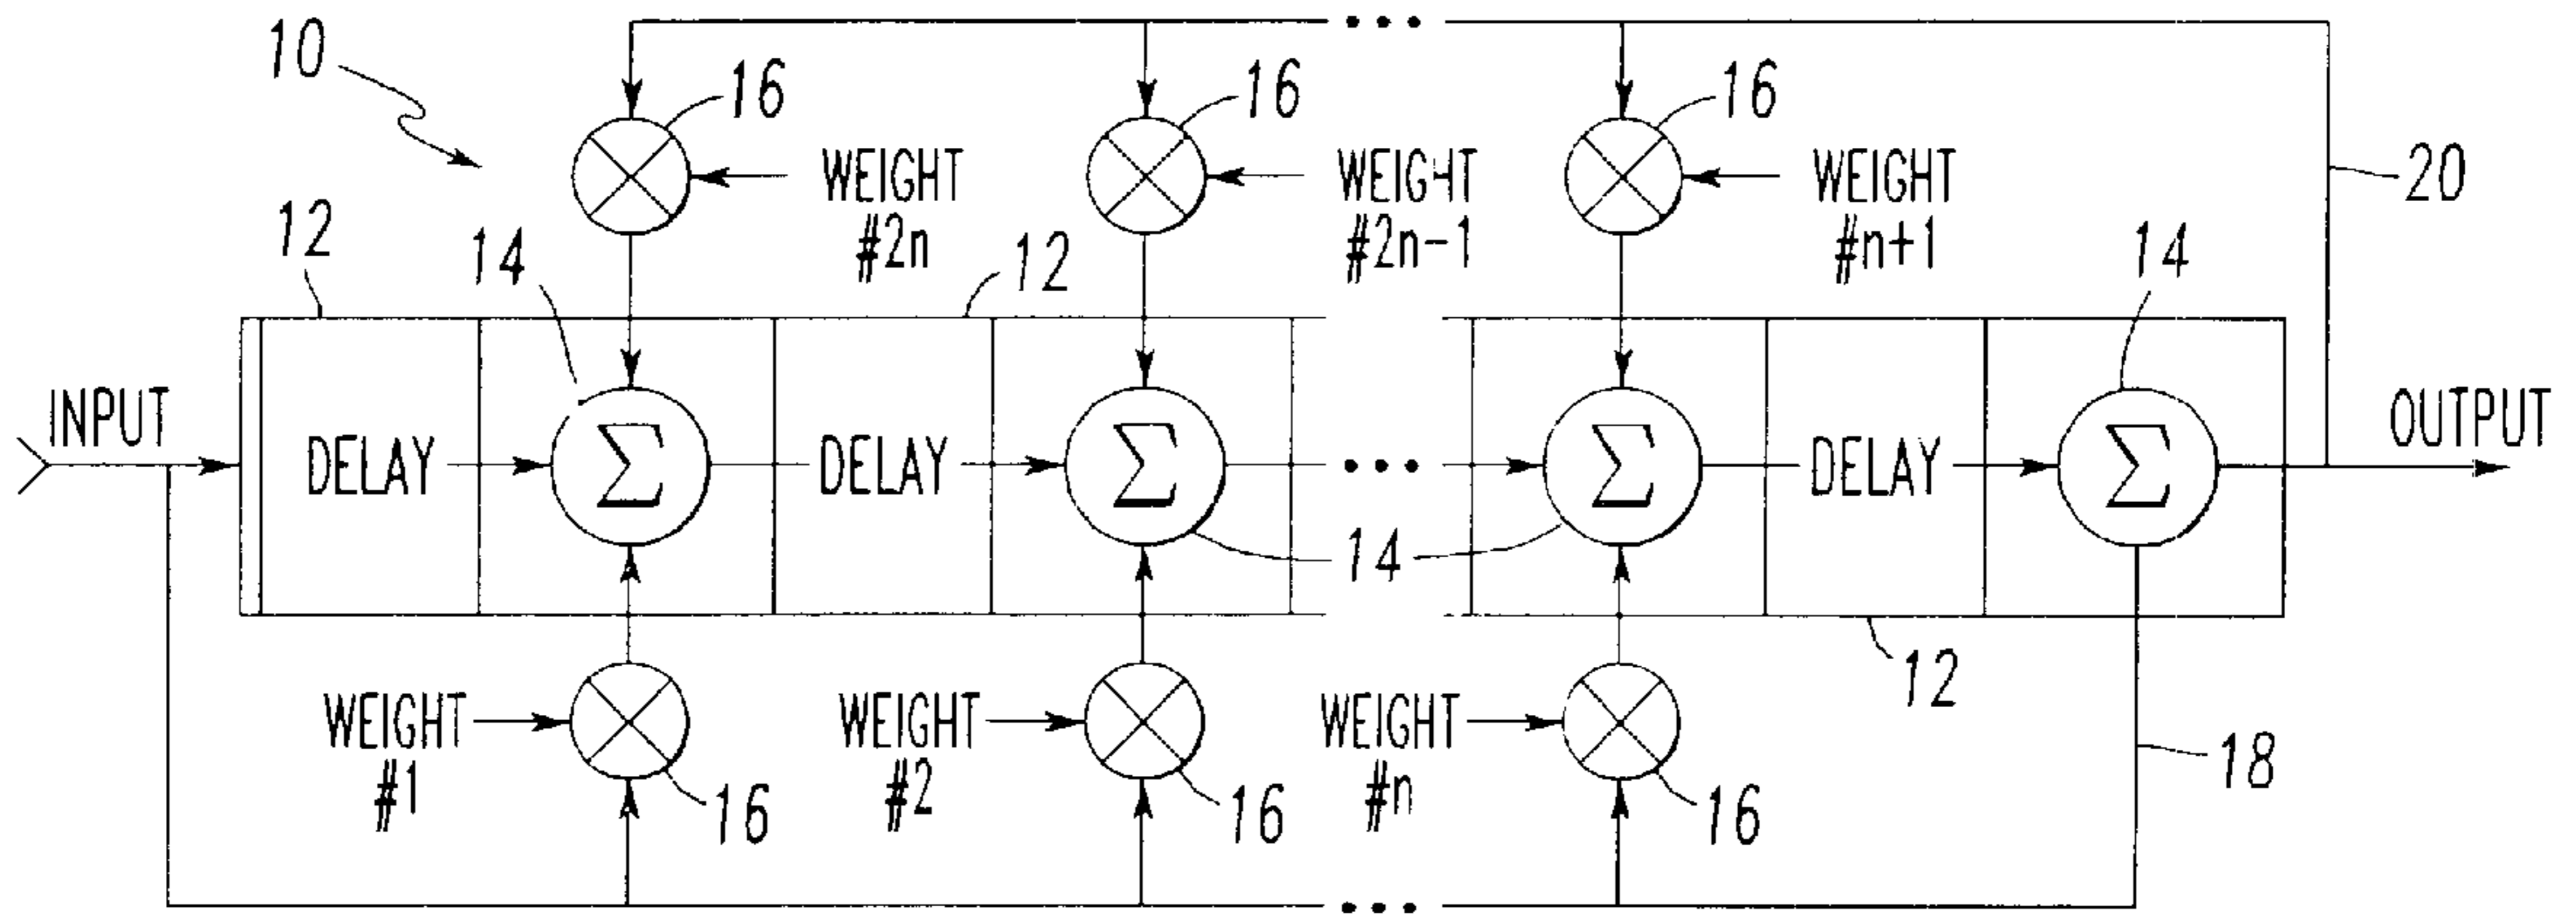 10
16
16
16
WEIGHT
#2n
WEIGHT
#2n-1
WEIGHT
#n+1
20
12
14
12
14
INPUT
DELAY
Σ
DELAY
Σ
•••
Σ
DELAY
Σ
OUTPUT
14
12
WEIGHT
#1
WEIGHT
#2
WEIGHT
#n
16
16
16
18